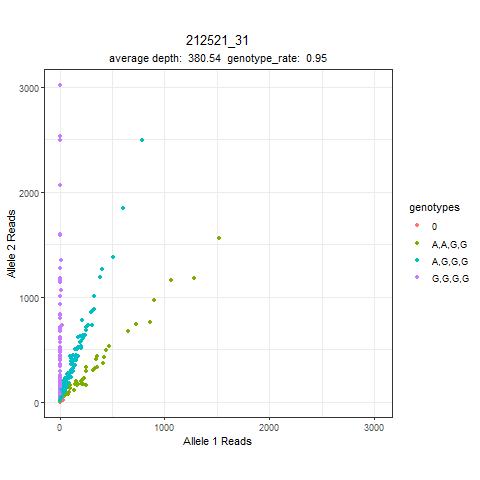 212521_31
average depth:  380.54  genotype_rate:  0.95
3000
2000
1000
0
Allele 2 Reads
0
1000
2000
3000
Allele 1 Reads
genotypes
0
A,A,G,G
A,G,G,G
G,G,G,G